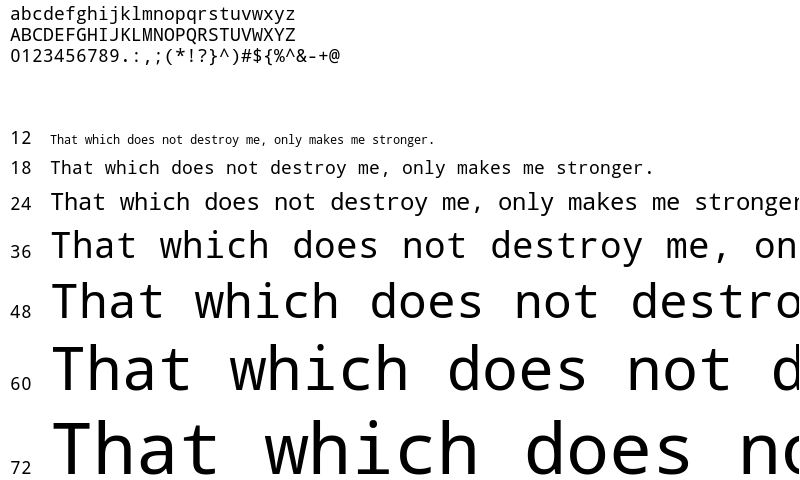 abcdefghijklmnopqrstuvwxyz
ABCDEFGHIJKLMNOPQRSTUVWXYZ
0123456789.:,;(*!?}^)#${%^&-+@
12 That which does not destroy me, only makes me stronger.
18 That which does not destroy me, only makes me stronger.
24 That which does not destroy me, only makes me stronger
36 That which does not destroy me, on
48 That which does not destro
60 That which does not d
72 That which does no